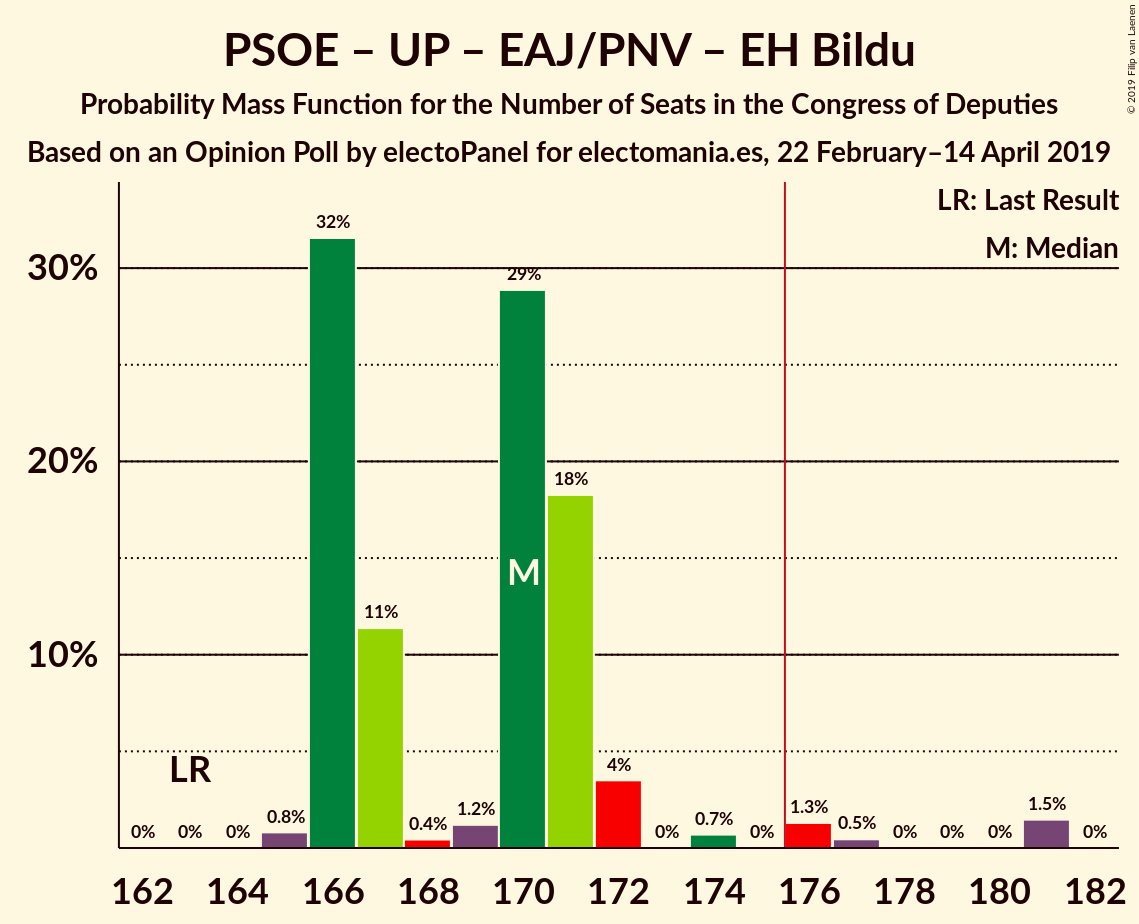 PSOE – UP – EAJ/PNV – EH Bildu
Probability Mass Function for the Number of Seats in the Congress of Deputies
Based on an Opinion Poll by electoPanel for electomania.es, 22 February–14 April 2019
© 2019 Filip van Laenen
LR: Last Result
M: Median
30%
20%
10%
32%
29%
18%
11%
M
LR
4%
0% 0% 0% 0.8% 0.4% 1.2% 0% 0.7% 0% 1.3% 0.5% 0% 0% 0% 1.5% 0%
162 164 166 168 170 172 174 176 178 180 182